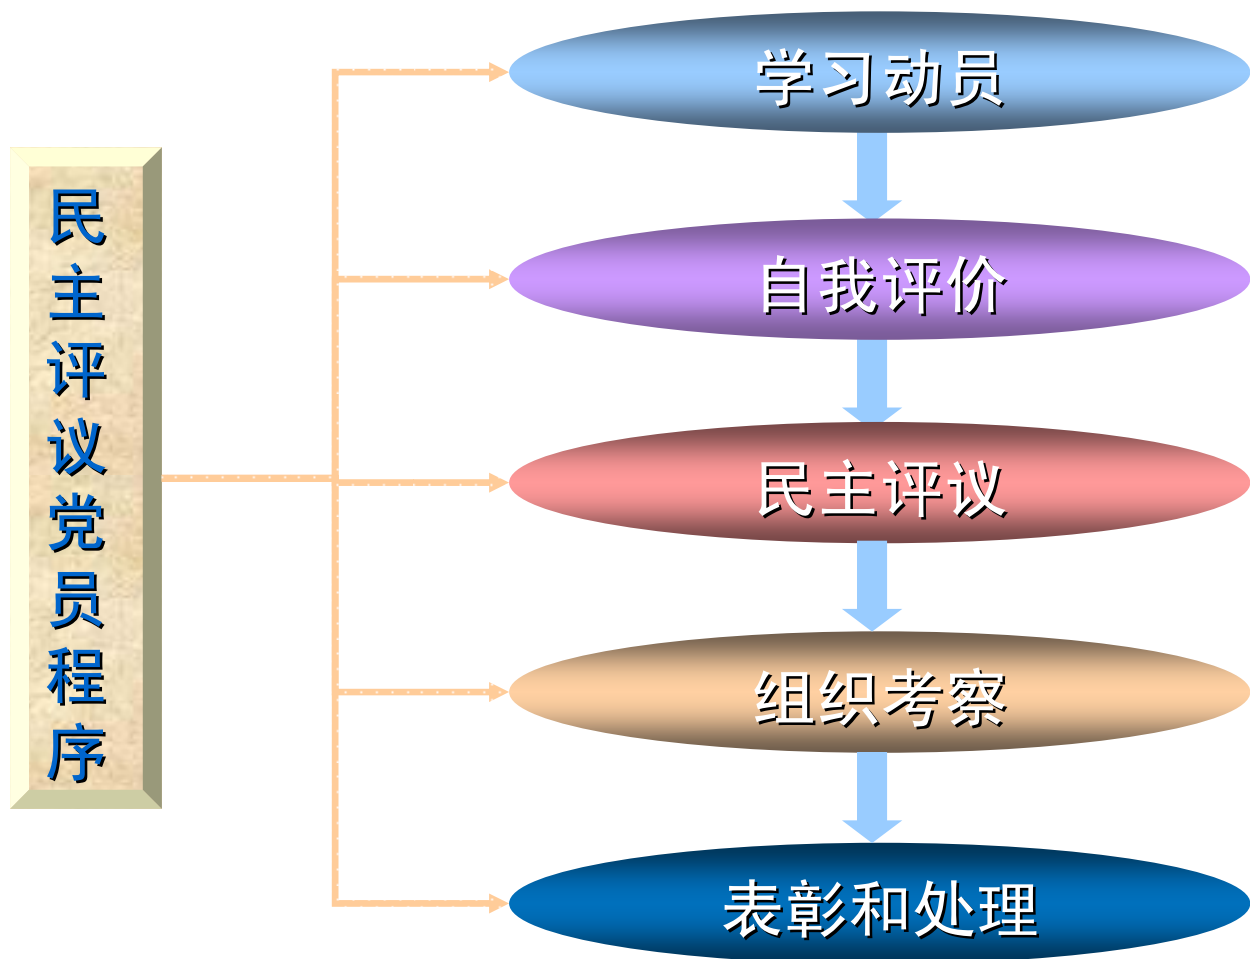 民主评议党员程序
学习动员
自我评价
民主评议
组织考察
表彰和处理